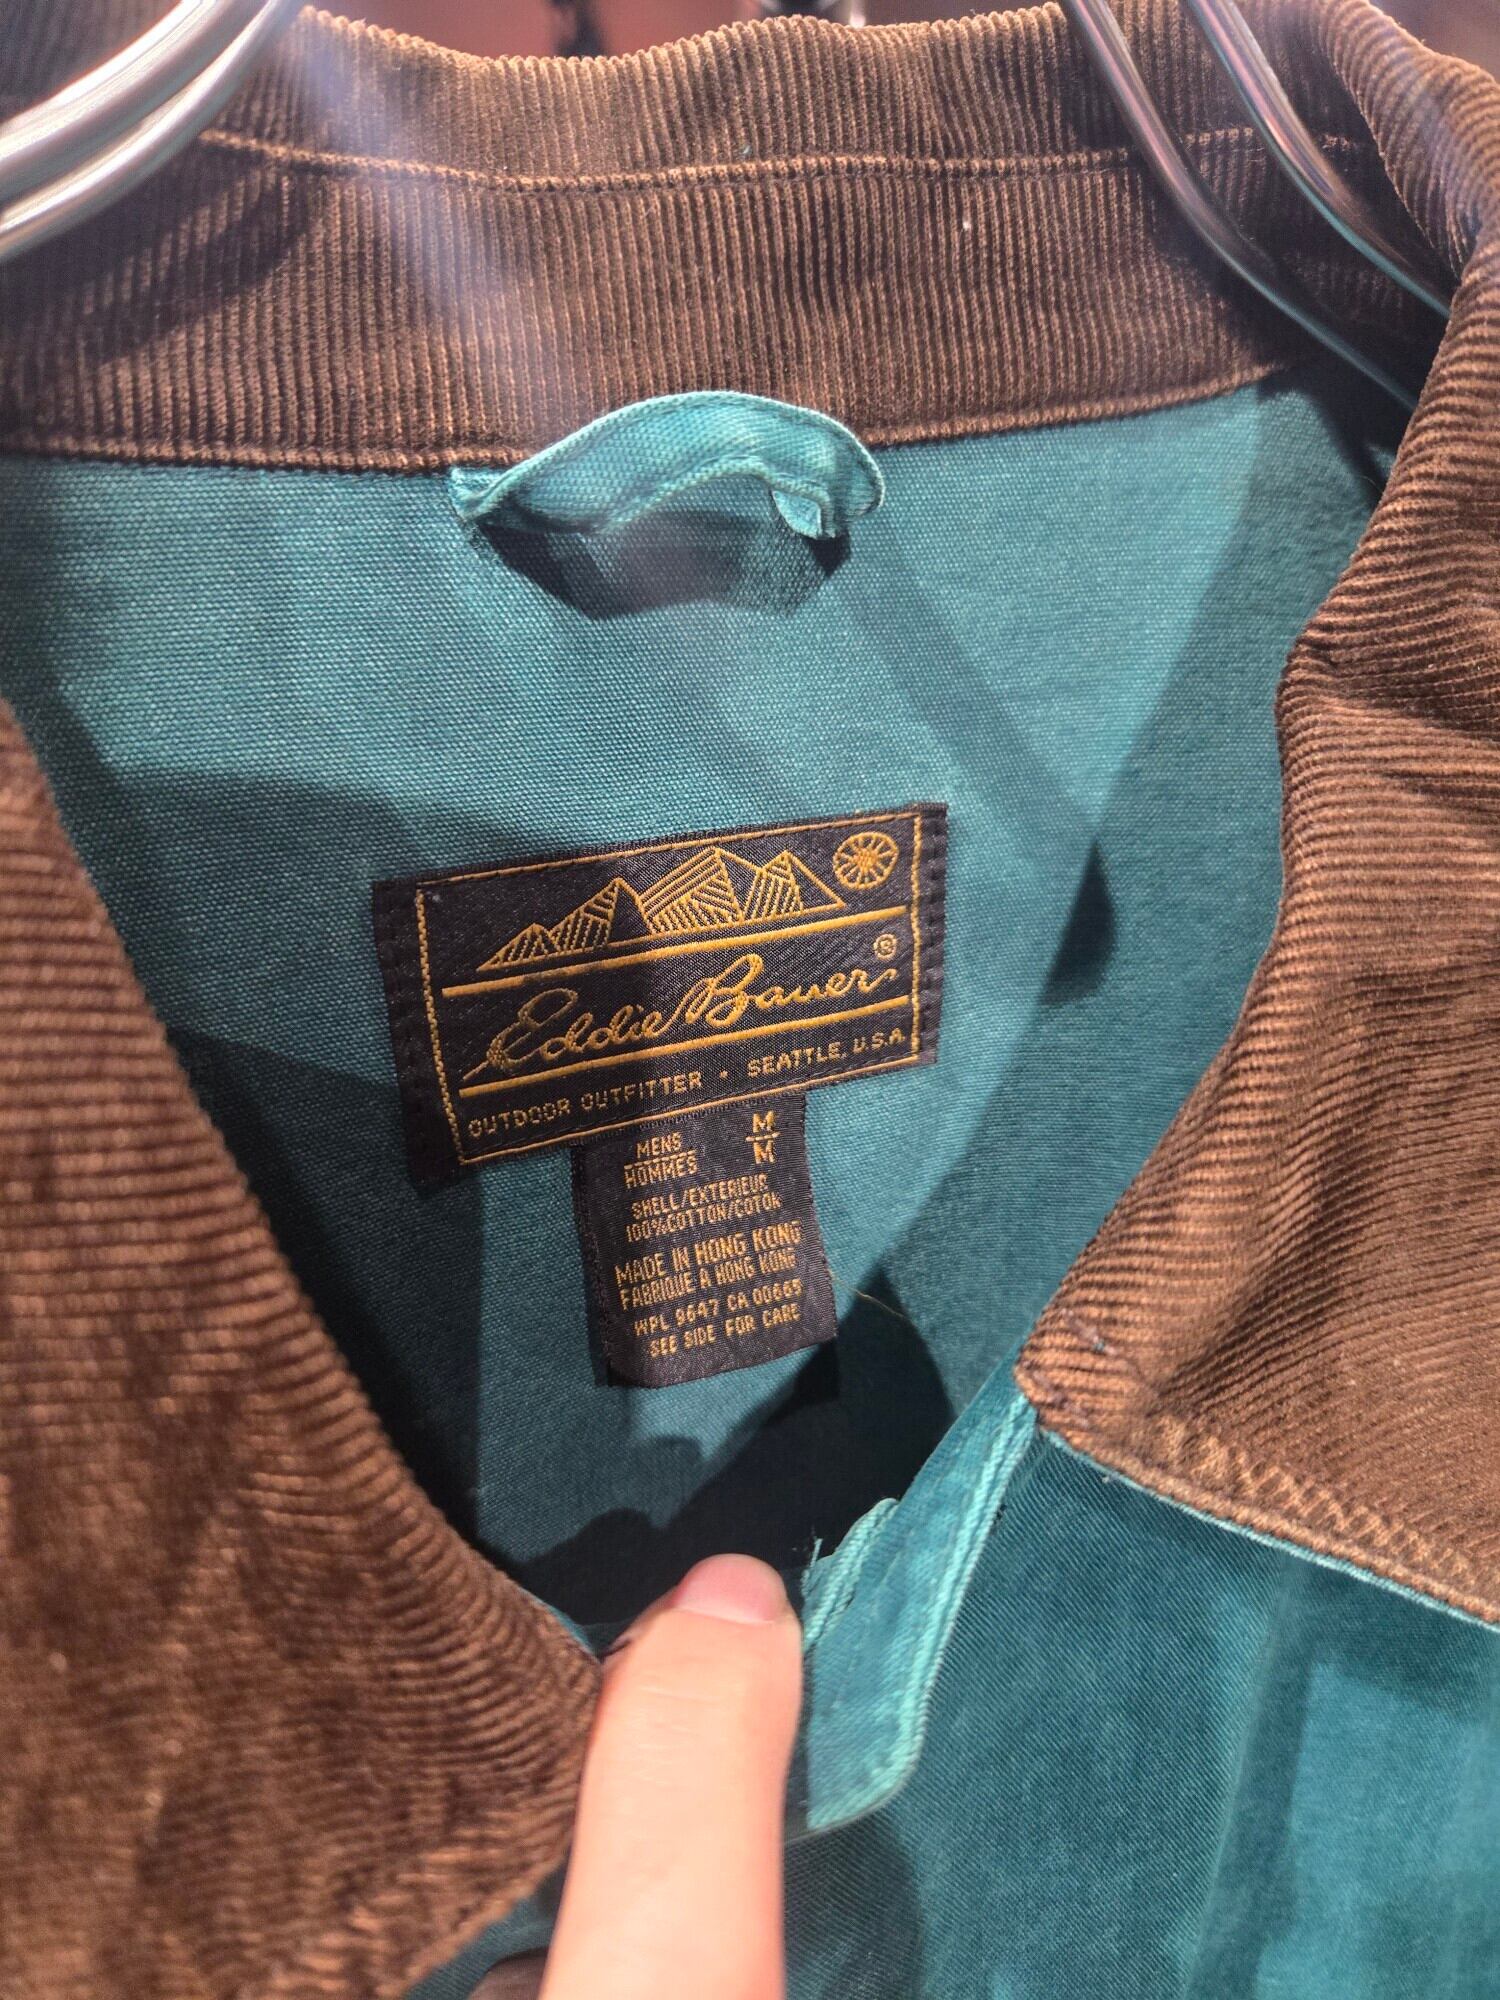 Eddie Bauer®
OUTDOOR OUTFITTER • SEATTLE, U.S.A.
MENS M
HOMMES M
SHELL/EXTERIEUR
100%COTTON/COTON
MADE IN HONG KONG
FABRIQUE A HONG KONG
WPL 9647 CA 00665
SEE SIDE FOR CARE